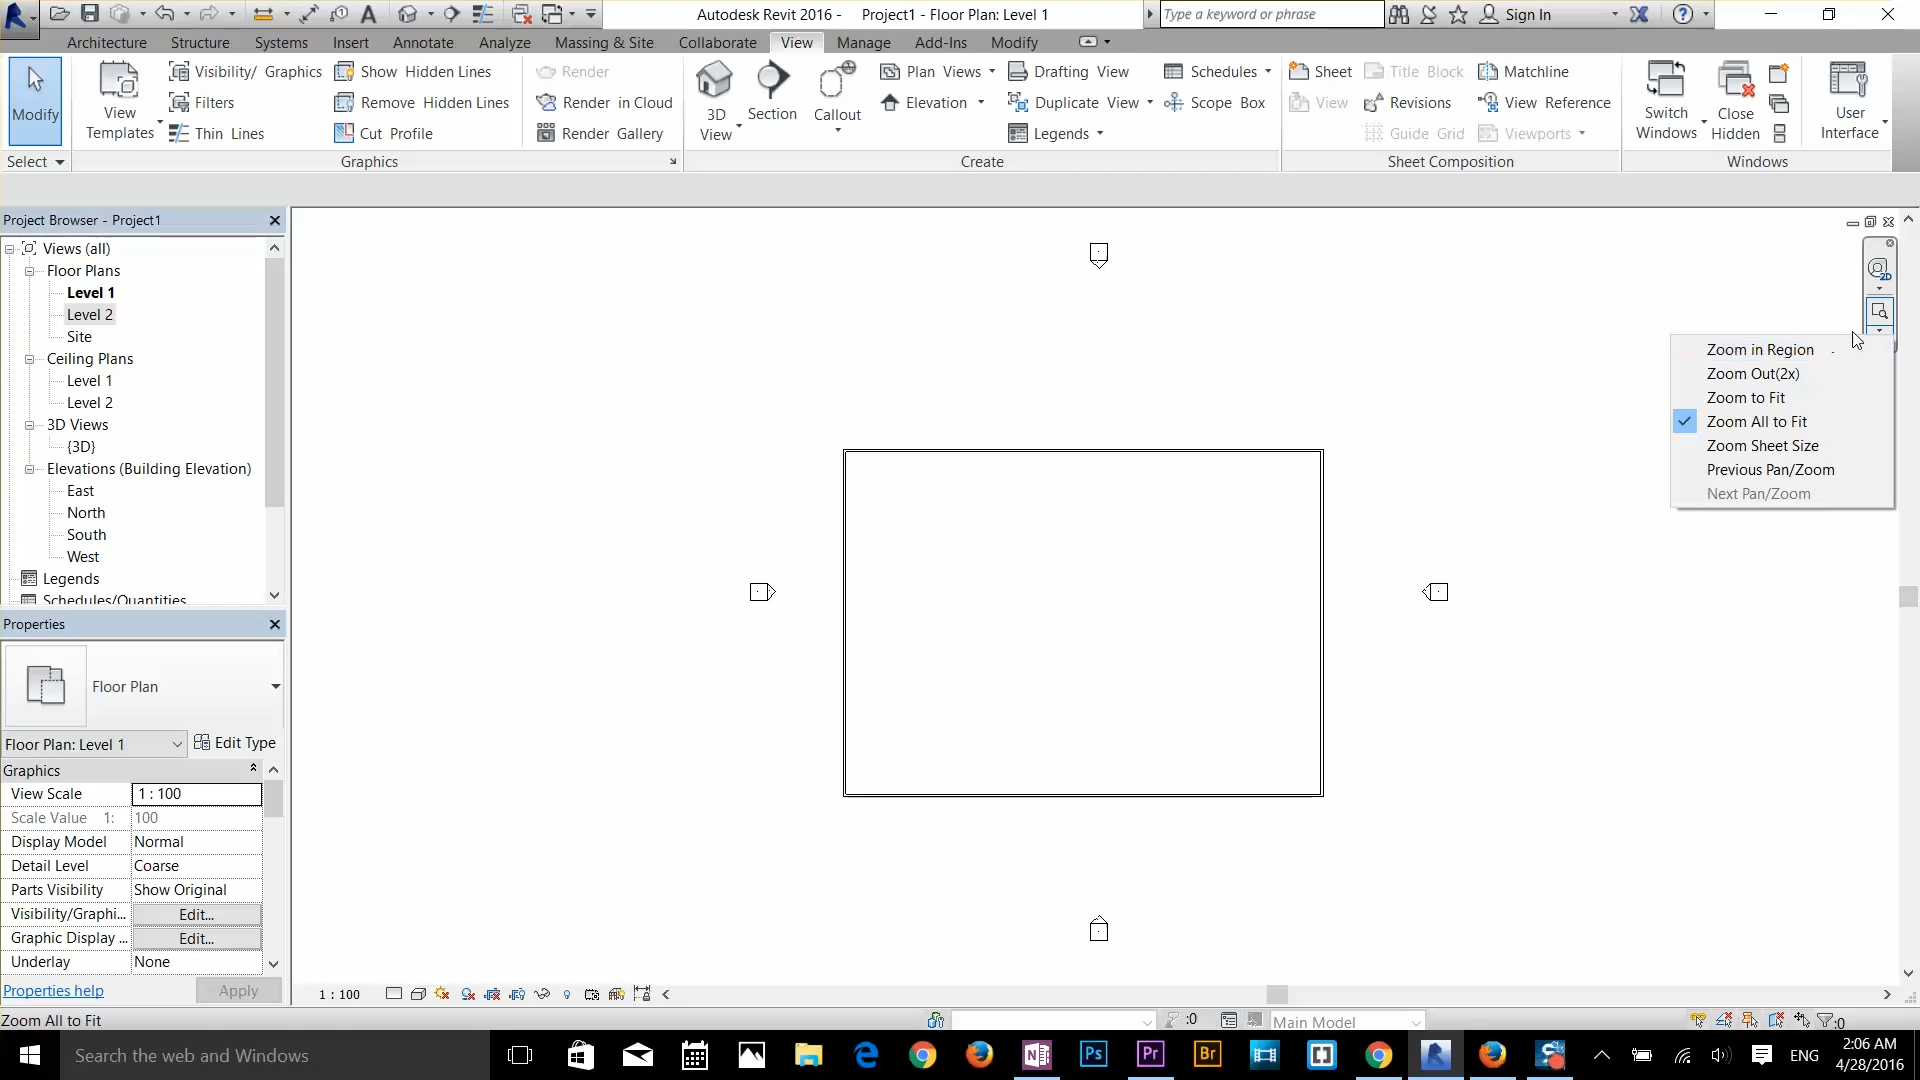 Autodesk Revit 2016 - Project1 - Floor Plan: Level 1
Type a keyword or phrase
Sign In
Architecture Structure Systems Insert Annotate Analyze Massing & Site Collaborate View Manage Add-Ins Modify
Modify
Select
View
Templates
Visibility/ Graphics
Filters
Thin Lines
Show Hidden Lines
Remove Hidden Lines
Cut Profile
Render
Render in Cloud
Render Gallery
Graphics
3D
View
Section
Callout
Plan Views
Elevation
Drafting View
Duplicate View
Legends
Schedules
Scope Box
Create
Sheet
View
Title Block
Revisions
Guide Grid
Matchline
View Reference
Viewports
Sheet Composition
Switch
Windows
Close
Hidden
User
Interface
Windows
Project Browser - Project1
Views (all)
Floor Plans
Level 1
Level 2
Site
Ceiling Plans
Level 1
Level 2
3D Views
{3D}
Elevations (Building Elevation)
East
North
South
West
Legends
Schedules/Quantities
Properties
Floor Plan
Floor Plan: Level 1
Edit Type
Graphics
View Scale 1 : 100
Scale Value 1: 100
Display Model Normal
Detail Level Coarse
Parts Visibility Show Original
Visibility/Graphi... Edit...
Graphic Display ... Edit...
Underlay None
Properties help Apply
2D
Zoom in Region
Zoom Out(2x)
Zoom to Fit
Zoom All to Fit
Zoom Sheet Size
Previous Pan/Zoom
Next Pan/Zoom
1 : 100
Zoom All to Fit
:0
Main Model
:0
Search the web and Windows
Ps
Pr
Br
ENG
2:06 AM
4/28/2016